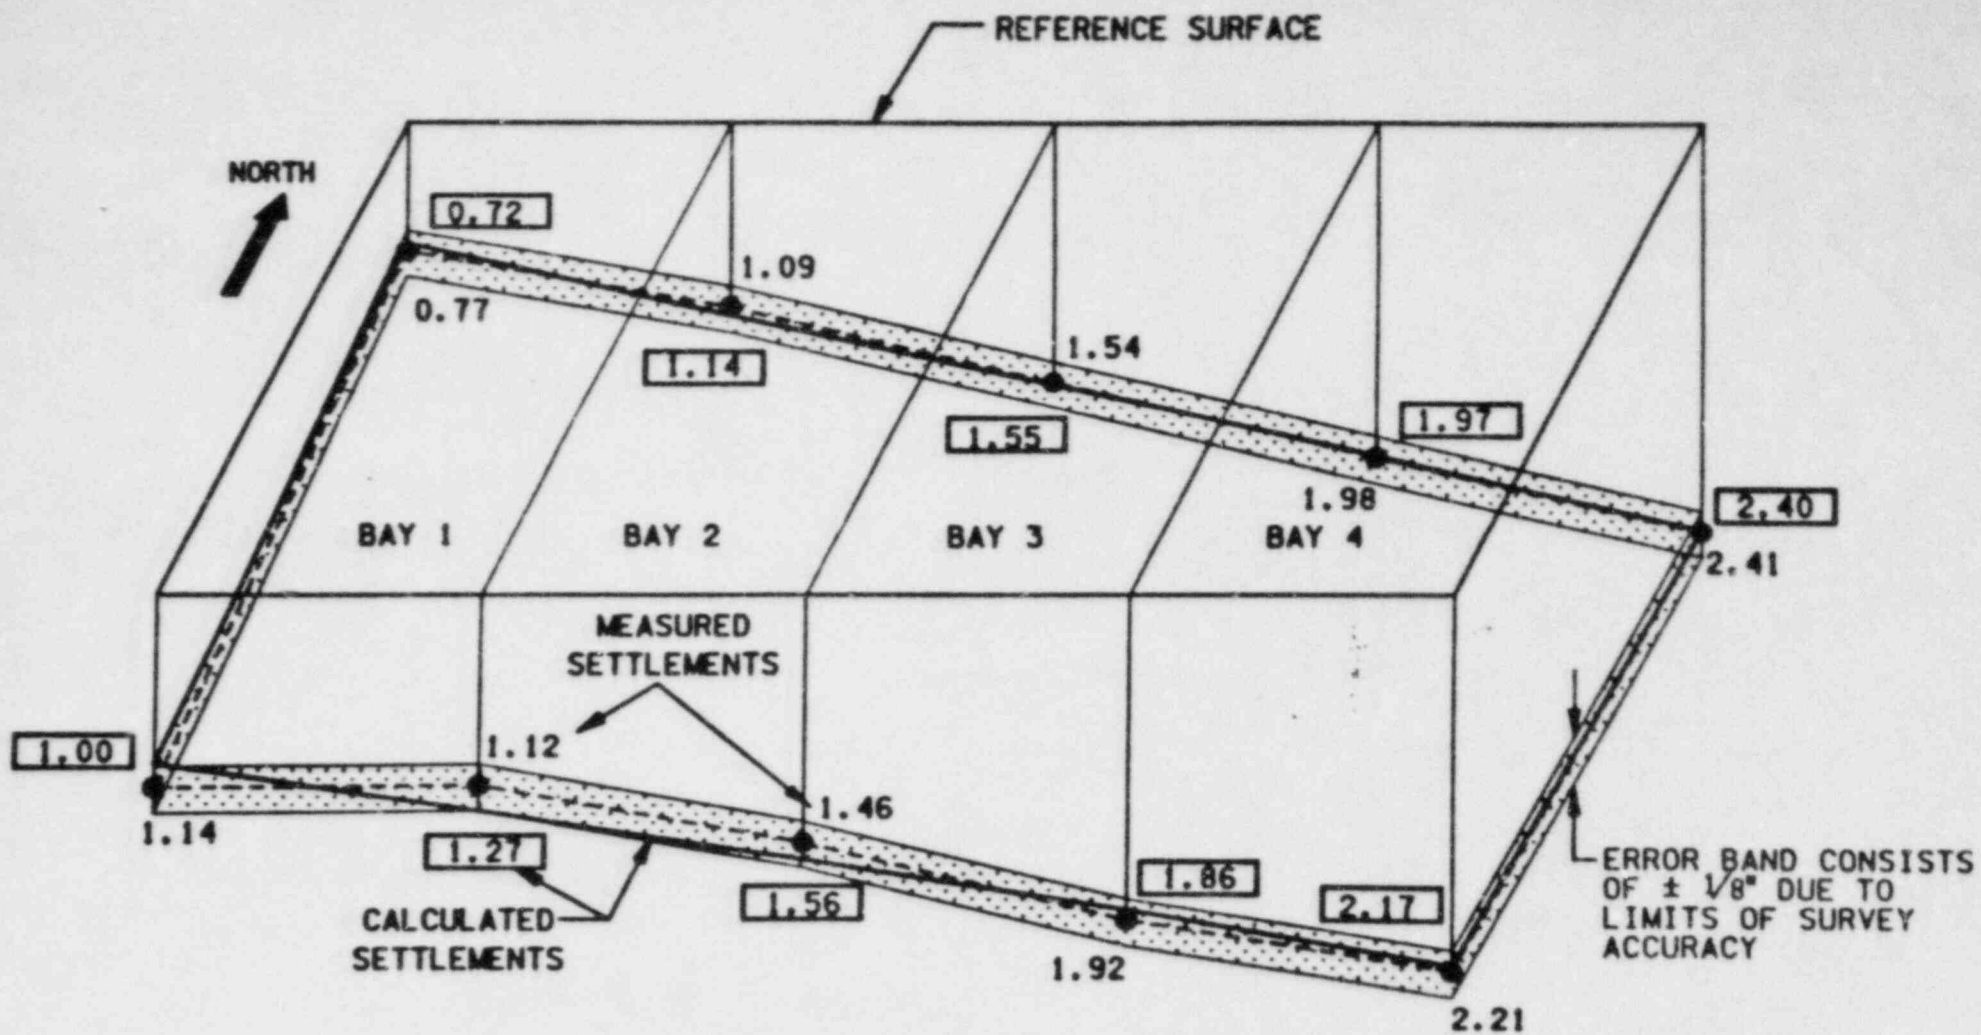 REFERENCE SURFACE
NORTH
0.72
1.09
0.77
1.14
1.54
1.55
1.97
1.98
2.40
2.41
BAY 1
BAY 2
BAY 3
BAY 4
MEASURED
SETTLEMENTS
1.00
1.12
1.14
1.46
1.27
1.56
1.86
2.17
CALCULATED
SETTLEMENTS
1.92
2.21
ERROR BAND CONSISTS
OF ± 1/8" DUE TO
LIMITS OF SURVEY
ACCURACY